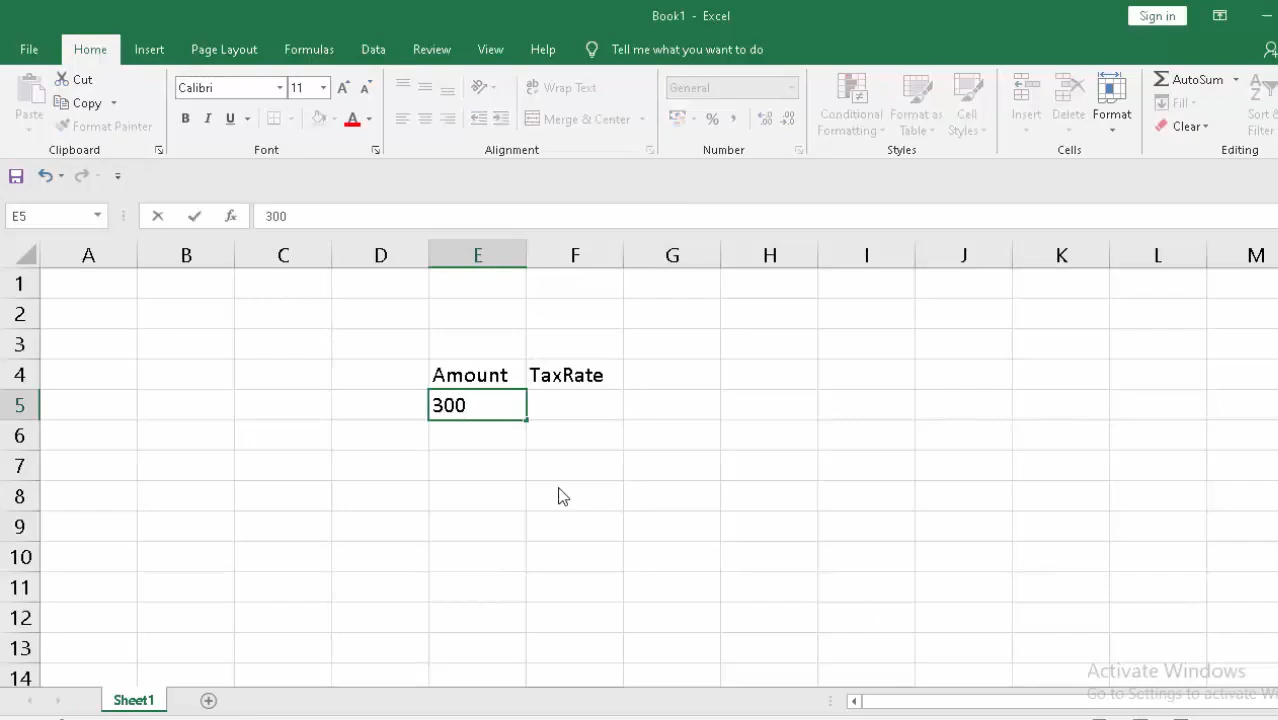 Book1 - Excel
Sign in
File Home Insert Page Layout Formulas Data Review View Help Tell me what you want to do
Paste
Cut
Copy
Format Painter
Clipboard
Calibri 11
B I U A
Font
Wrap Text
Merge & Center
Alignment
General
%
Number
Conditional Formatting
Format as Table
Cell Styles
Styles
Insert
Delete
Format
Cells
AutoSum
Fill
Clear
Sort &
Filter
Editing
E5 fx 300
A B C D E F G H I J K L M
1
2
3
4 Amount TaxRate
5 300
6
7
8
9
10
11
12
13
14
Activate Windows
Go to Settings to activate
Sheet1